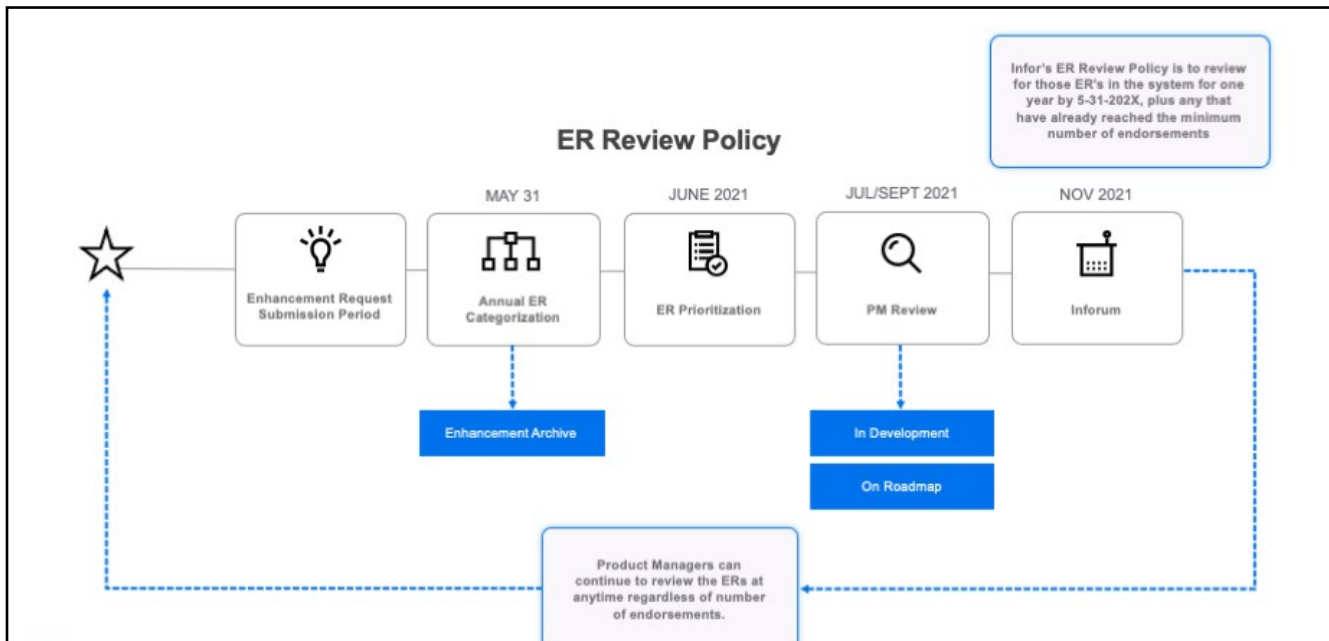 Infor's ER Review Policy is to review
for those ER's in the system for one
year by 5-31-202X, plus any that
have already reached the minimum
number of endorsements
ER Review Policy
MAY 31
JUNE 2021
JUL/SEPT 2021
NOV 2021
Enhancement Request
Submission Period
Annual ER
Categorization
ER Prioritization
PM Review
Inforum
Enhancement Archive
In Development
On Roadmap
Product Managers can
continue to review the ERs at
anytime regardless of number
of endorsements.